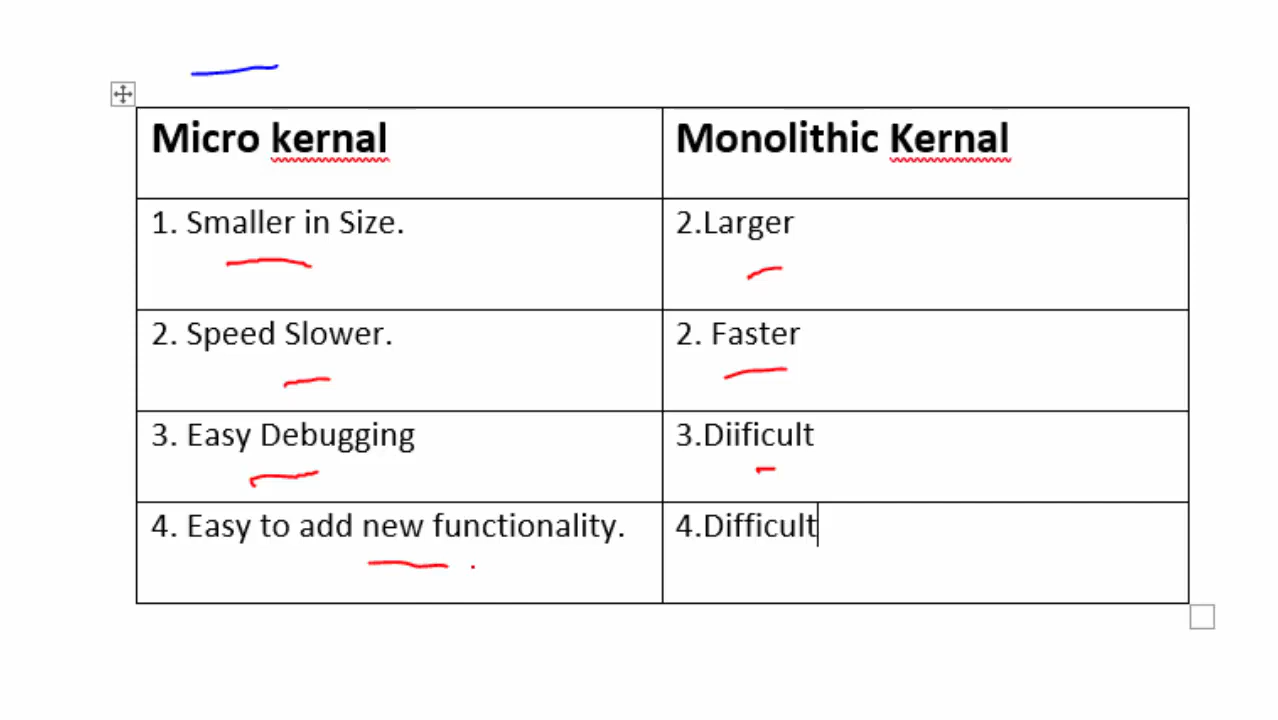 Micro kernal
Monolithic Kernal
1. Smaller in Size.
2.Larger
2. Speed Slower.
2. Faster
3. Easy Debugging
3.Diificult
4. Easy to add new functionality.
4.Difficult